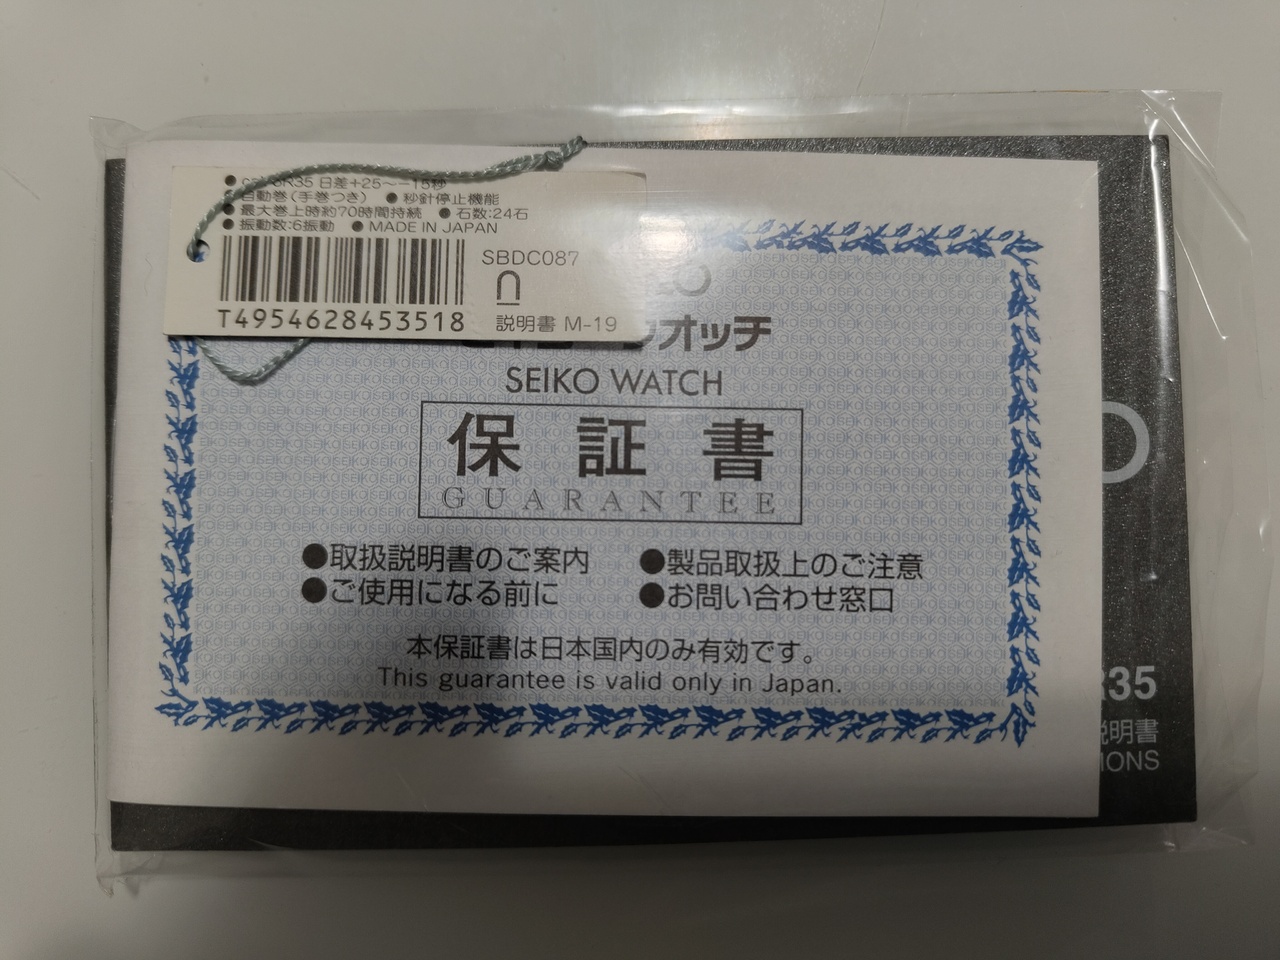 6R35 日差+25～−15秒
自動巻(手巻つき) ●秒針停止機能
●最大巻上時約70時間持続 ●石数:24石
●振動数:6振動 ●MADE IN JAPAN
SBDC087
T4954628453518
説明書 M-19
ウオッチ
SEIKO WATCH
保証書
GUARANTEE
●取扱説明書のご案内 ●製品取扱上のご注意
●ご使用になる前に ●お問い合わせ窓口
本保証書は日本国内のみ有効です。
This guarantee is valid only in Japan.
R35
説明書
IONS